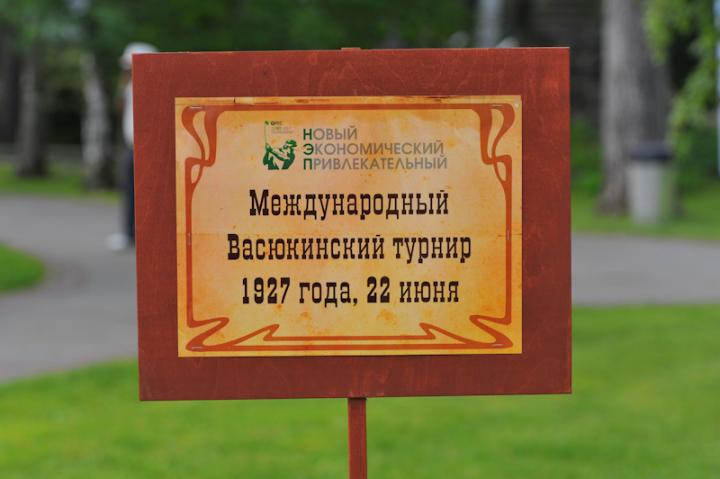 Новый
Экономический
Привлекательный
Международный
Васюкинский турнир
1927 года, 22 июня